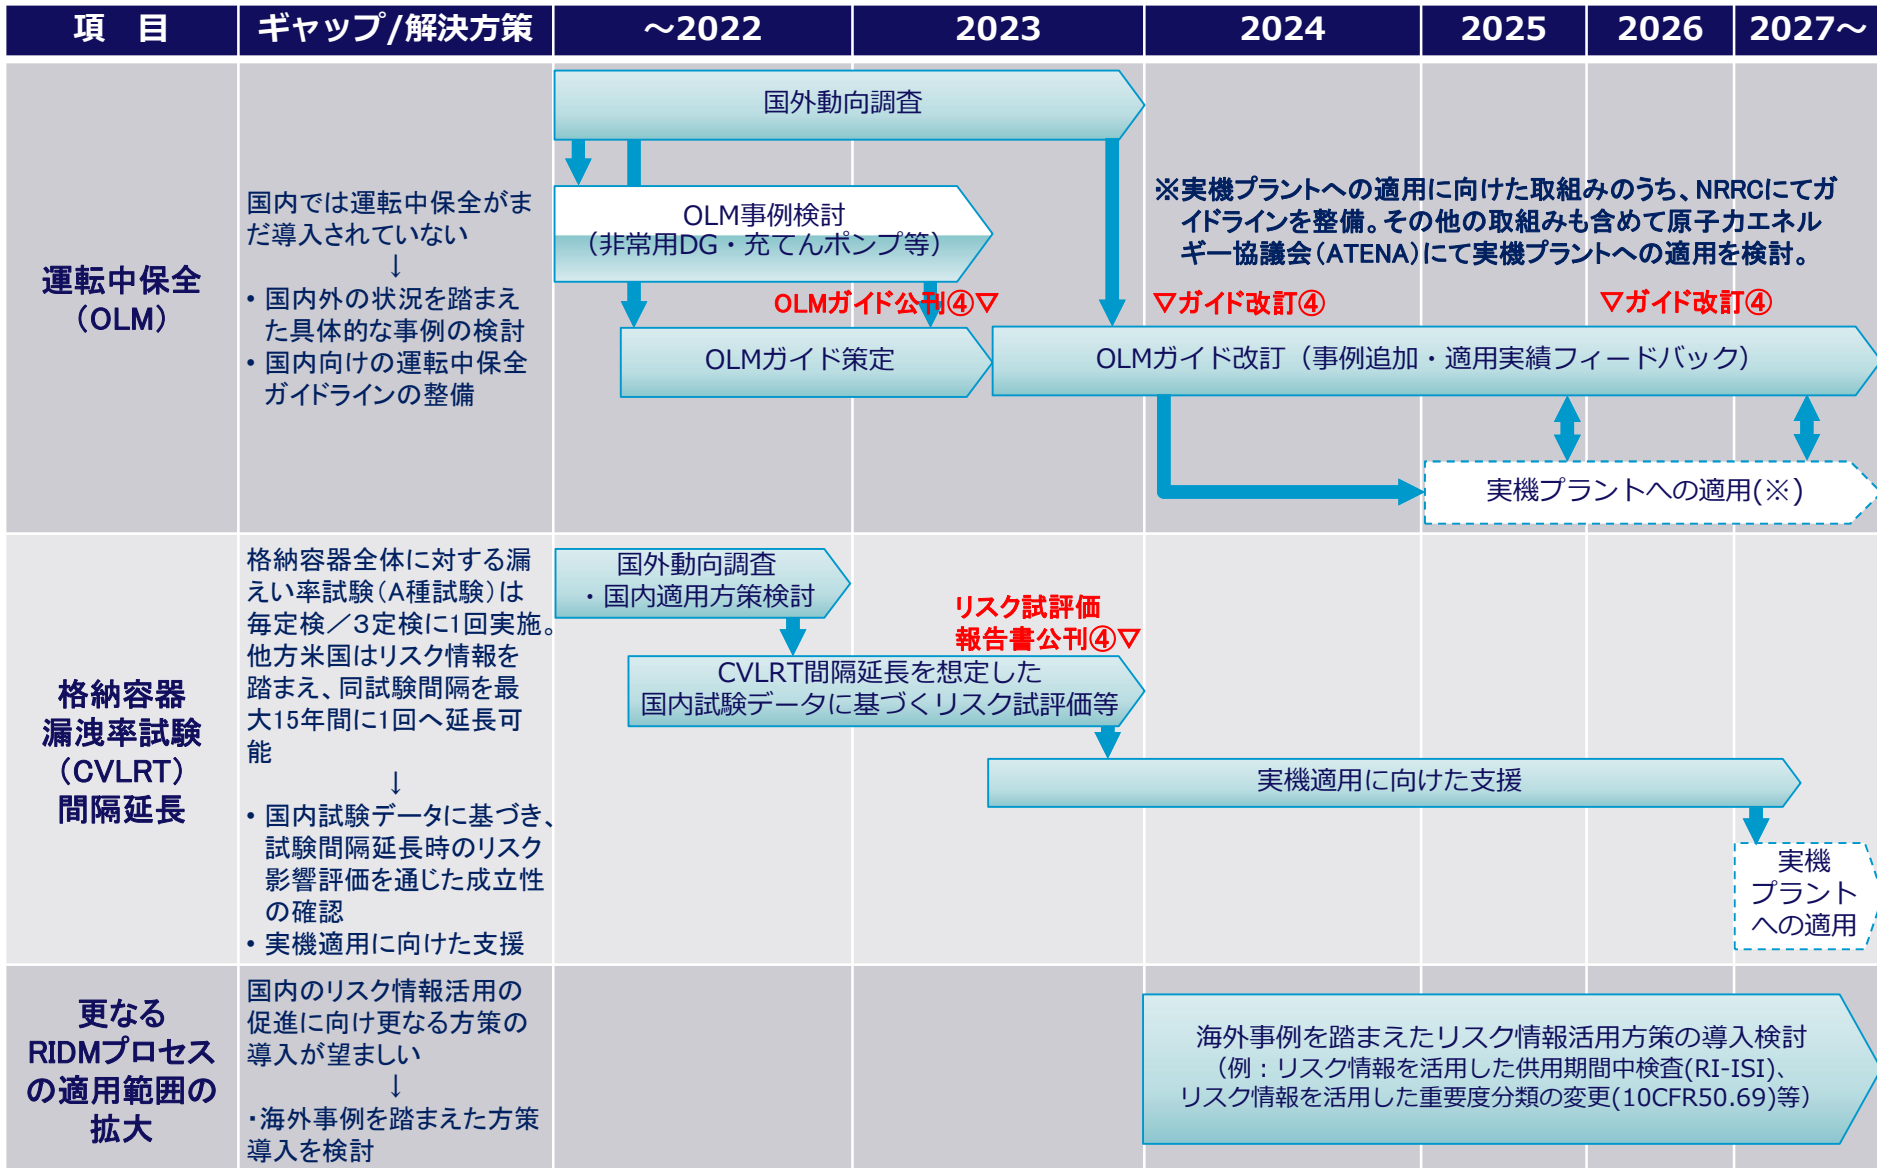 項　目
ギャップ/解決方策
～2022
2023
2024
2025
2026
2027～
運転中保全
（OLM）
国内では運転中保全がま
だ導入されていない
↓
• 国内外の状況を踏まえ
た具体的な事例の検討
• 国内向けの運転中保全
ガイドラインの整備
国外動向調査
OLM事例検討
（非常用DG・充てんポンプ等）
※実機プラントへの適用に向けた取組みのうち、NRRCにてガ
イドラインを整備。その他の取組みも含めて原子力エネル
ギー協議会（ATENA）にて実機プラントへの適用を検討。
OLMガイド公刊④▽
▽ガイド改訂④
▽ガイド改訂④
OLMガイド策定
OLMガイド改訂（事例追加・適用実績フィードバック）
実機プラントへの適用(※)
格納容器
漏洩率試験
（CVLRT）
間隔延長
格納容器全体に対する漏
えい率試験（A種試験）は
毎定検／3定検に1回実施。
他方米国はリスク情報を
踏まえ、同試験間隔を最
大15年間に1回へ延長可
能
↓
• 国内試験データに基づき、
試験間隔延長時のリスク
影響評価を通じた成立性
の確認
• 実機適用に向けた支援
国外動向調査
・国内適用方策検討
リスク試評価
報告書公刊④▽
CVLRT間隔延長を想定した
国内試験データに基づくリスク試評価等
実機適用に向けた支援
実機
プラント
への適用
更なる
RIDMプロセス
の適用範囲の
拡大
国内のリスク情報活用の
促進に向け更なる方策の
導入が望ましい
↓
・海外事例を踏まえた方策
導入を検討
海外事例を踏まえたリスク情報活用方策の導入検討
（例：リスク情報を活用した供用期間中検査(RI-ISI)、
リスク情報を活用した重要度分類の変更(10CFR50.69)等）